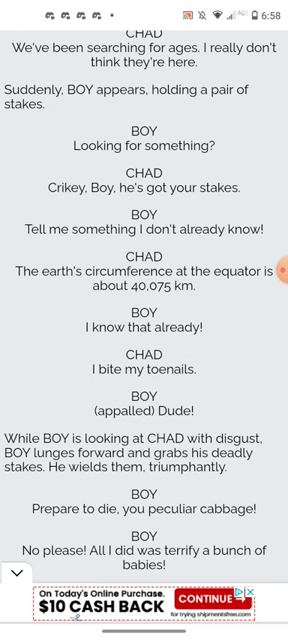 6:58
CHAD
We've been searching for ages. I really don't
think they're here.
Suddenly, BOY appears, holding a pair of
stakes.
BOY
Looking for something?
CHAD
Crikey, Boy, he's got your stakes.
BOY
Tell me something I don't already know!
CHAD
The earth's circumference at the equator is
about 40,075 km.
BOY
I know that already!
CHAD
I bite my toenails.
BOY
(appalled) Dude!
While BOY is looking at CHAD with disgust,
BOY lunges forward and grabs his deadly
stakes. He wields them, triumphantly.
BOY
Prepare to die, you peculiar cabbage!
BOY
No please! All I did was terrify a bunch of
babies!
On Today's Online Purchase.
$10 CASH BACK
CONTINUE
for trying shipmentsfree.com